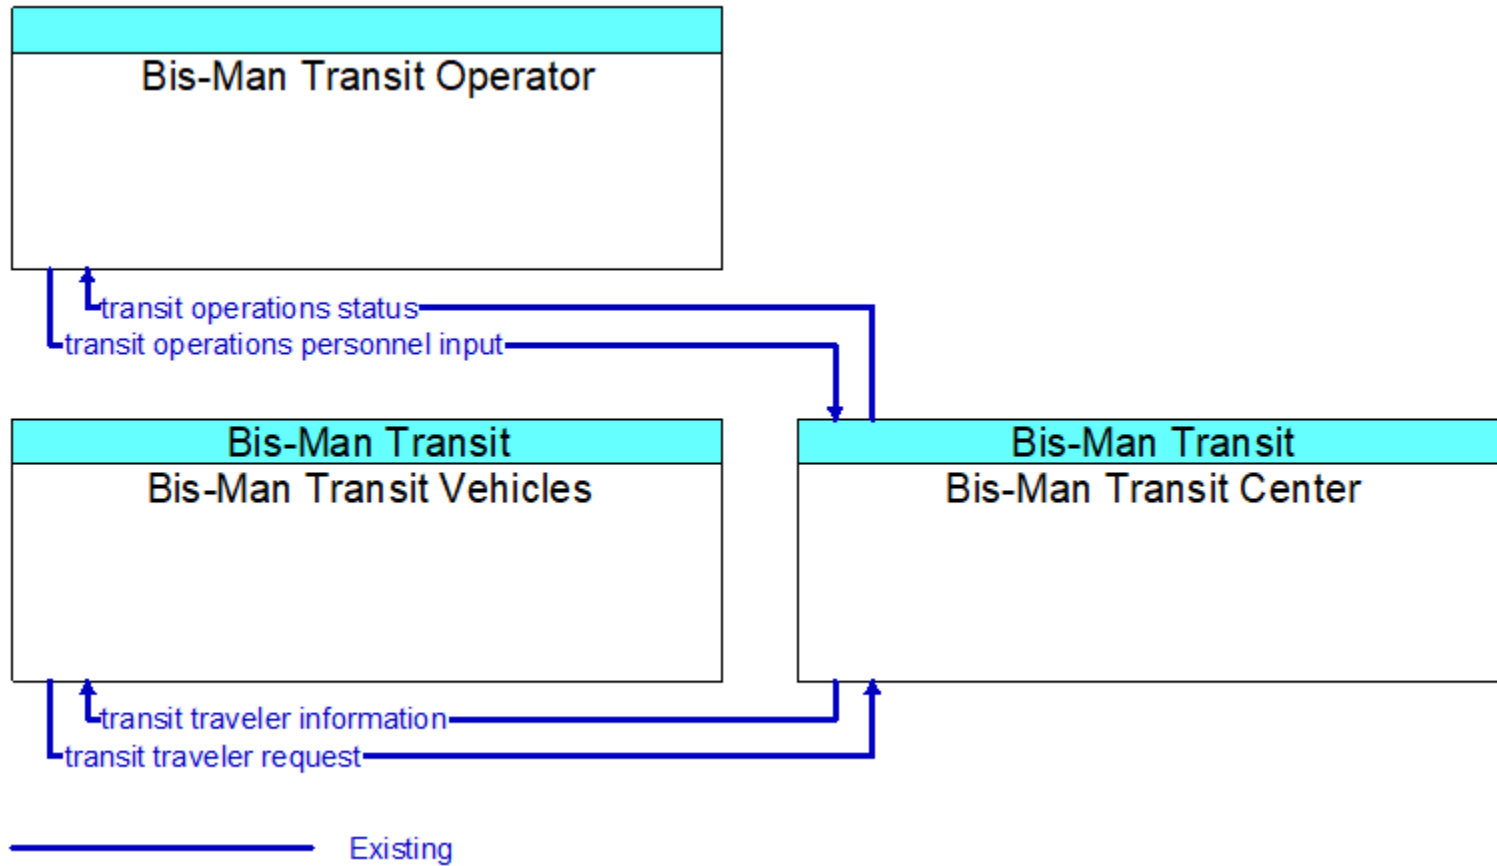 Bis-Man Transit Operator
transit operations status
transit operations personnel input
Bis-Man Transit
Bis-Man Transit Vehicles
Bis-Man Transit
Bis-Man Transit Center
transit traveler information
transit traveler request
Existing